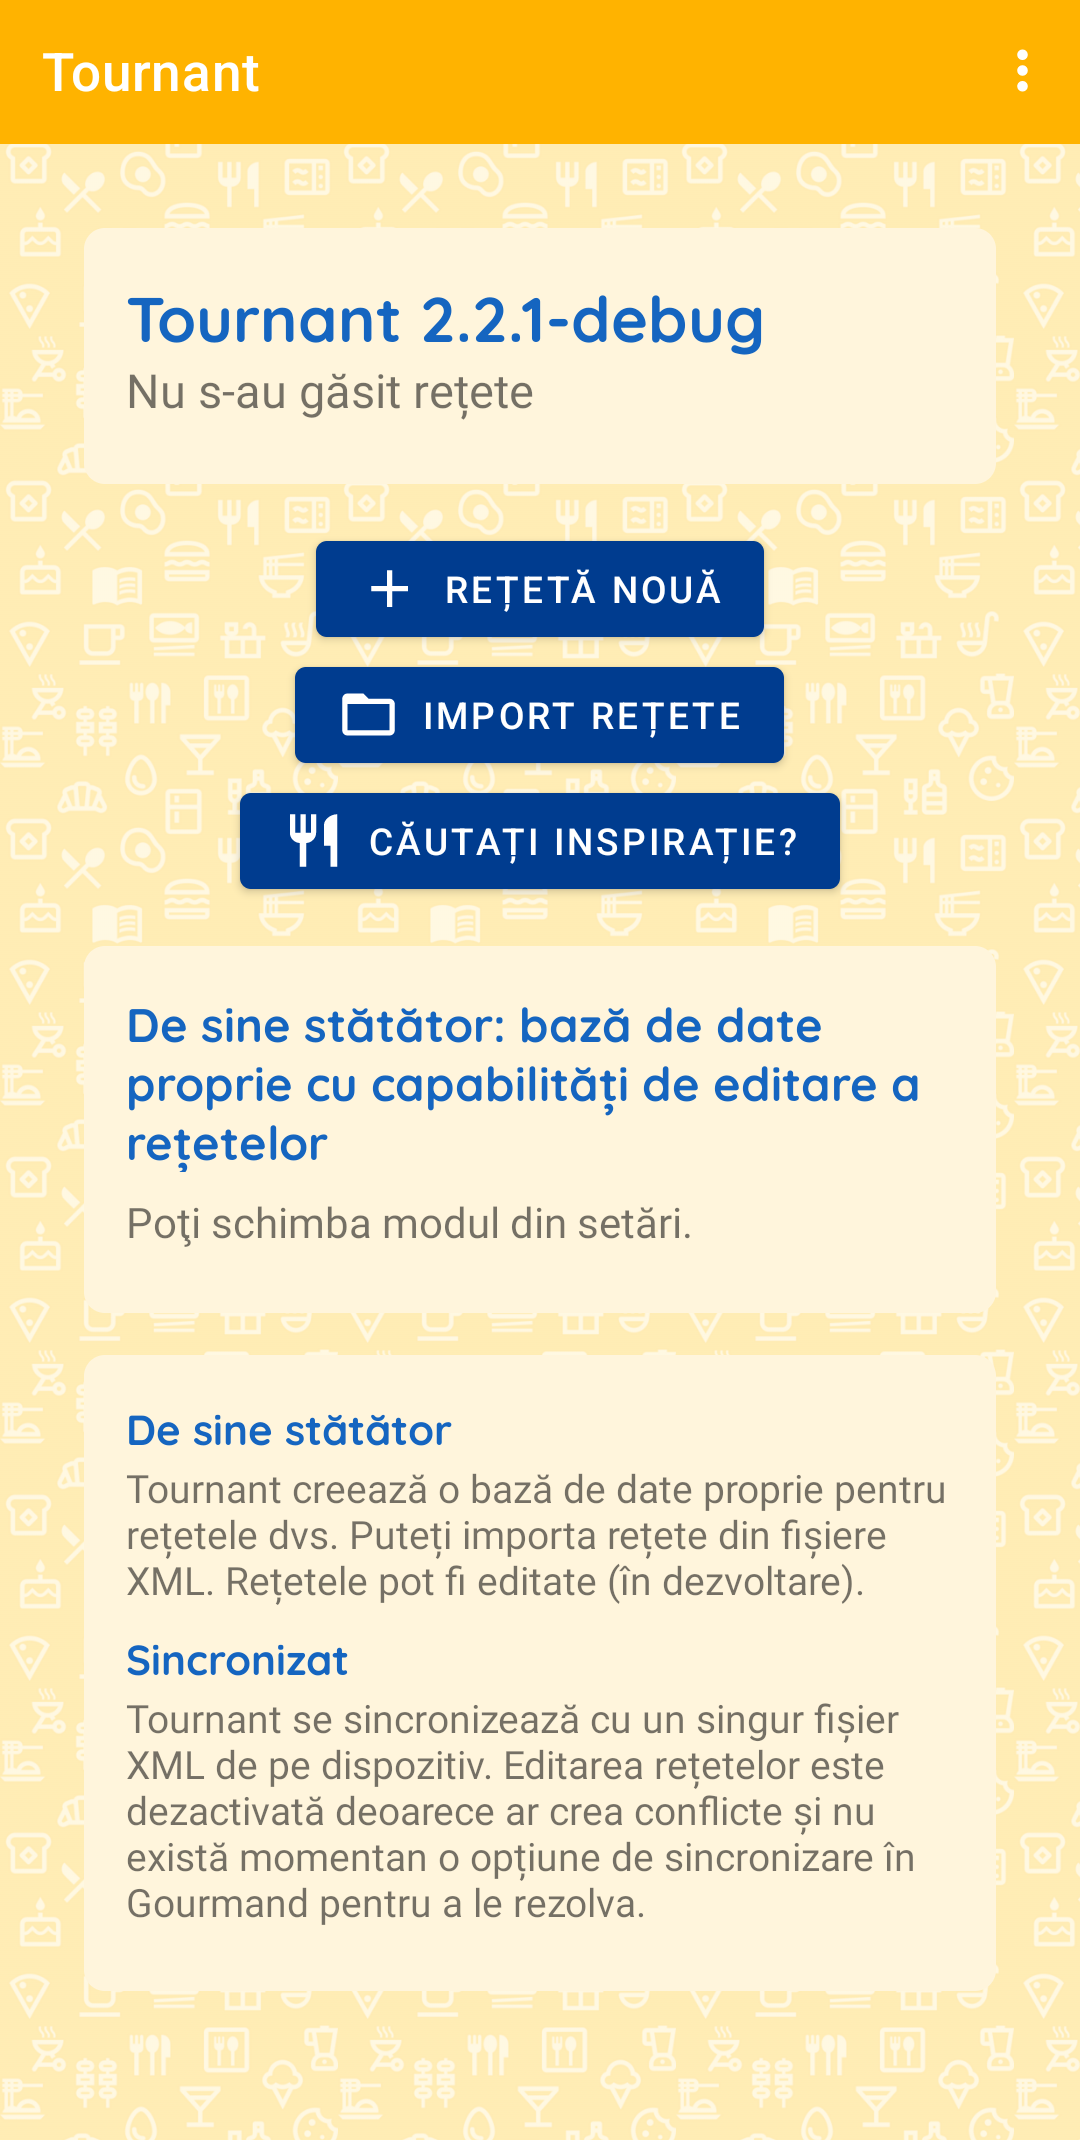 Tournant
Tournant 2.2.1-debug
Nu s-au găsit rețete
REȚETĂ NOUĂ
IMPORT REȚETE
CĂUTAȚI INSPIRAȚIE?
De sine stătător: bază de date
proprie cu capabilități de editare a
rețetelor
Poţi schimba modul din setări.
De sine stătător
Tournant creează o bază de date proprie pentru
rețetele dvs. Puteți importa rețete din fișiere
XML. Rețetele pot fi editate (în dezvoltare).
Sincronizat
Tournant se sincronizează cu un singur fișier
XML de pe dispozitiv. Editarea rețetelor este
dezactivată deoarece ar crea conflicte și nu
există momentan o opțiune de sincronizare în
Gourmand pentru a le rezolva.